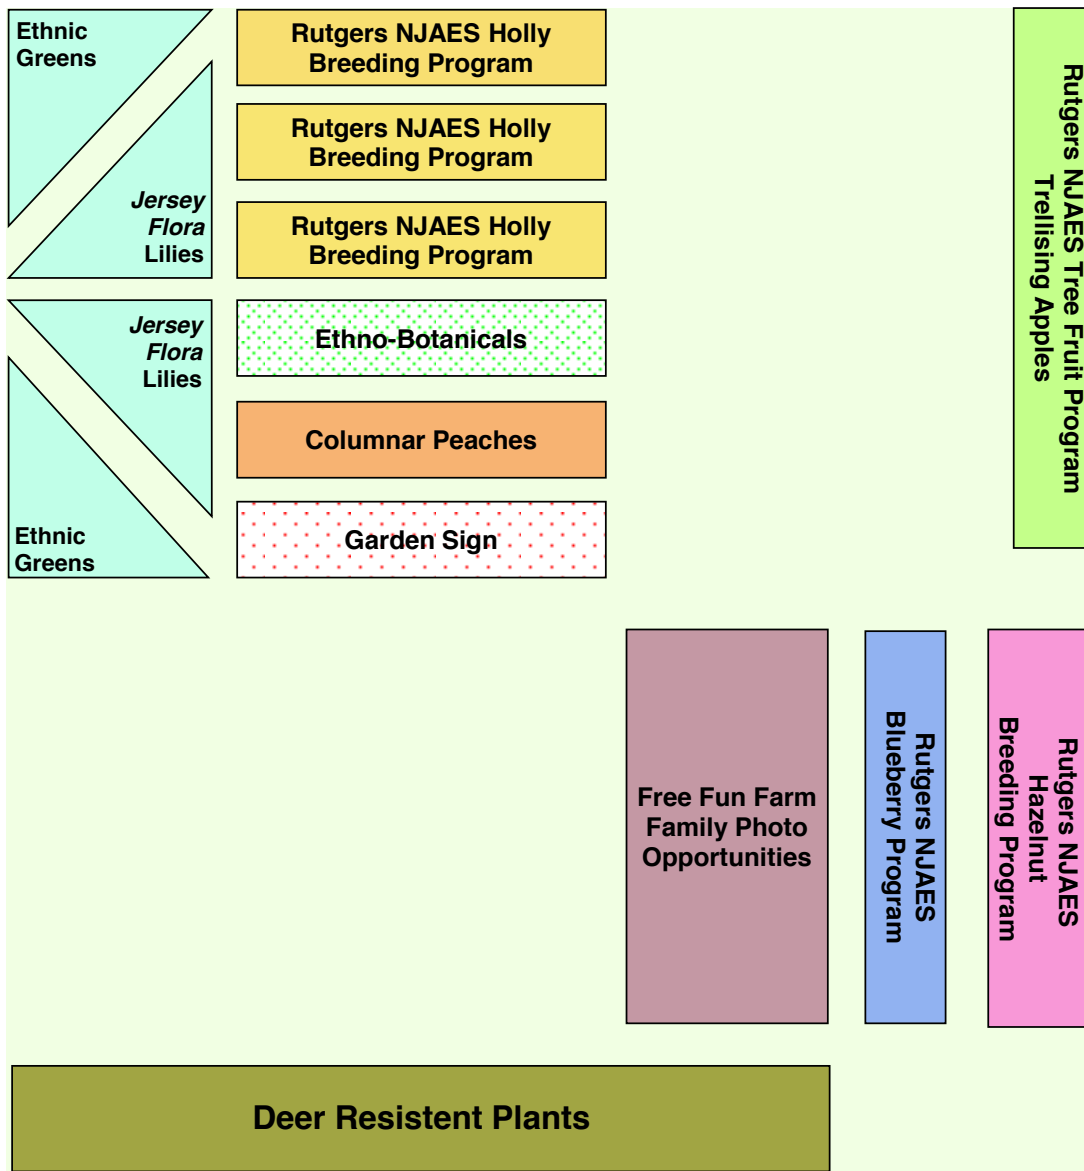 Ethnic
Greens
Jersey
Flora
Lilies
Rutgers NJAES Holly
Breeding Program
Rutgers NJAES Holly
Breeding Program
Rutgers NJAES Holly
Breeding Program
Rutgers NJAES Tree Fruit Program
Trellising Apples
Jersey
Flora
Lilies
Ethnic
Greens
Ethno-Botanicals
Columnar Peaches
Garden Sign
Free Fun Farm
Family Photo
Opportunities
Rutgers NJAES
Blueberry Program
Rutgers NJAES
Hazelnut
Breeding Program
Deer Resistent Plants